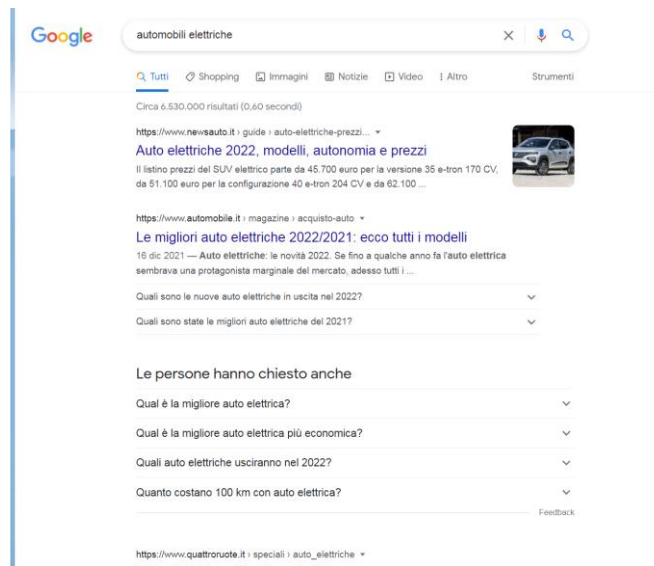 Google
automobili elettriche
Tutti Shopping Immagini Notizie Video Altro Strumenti
Circa 6.530.000 risultati (0,60 secondi)
https://www.newsauto.it › guide › auto-elettriche-prezzi...
Auto elettriche 2022, modelli, autonomia e prezzi
Il listino prezzi del SUV elettrico parte da 45.700 euro per la versione 35 e-tron 170 CV,
da 51.100 euro per la configurazione 40 e-tron 204 CV e da 62.100 ...
https://www.automobile.it › magazine › acquisto-auto
Le migliori auto elettriche 2022/2021: ecco tutti i modelli
16 dic 2021 — Auto elettriche: le novità 2022. Se fino a qualche anno fa l'auto elettrica
sembrava una protagonista marginale del mercato, adesso tutti i ...
Quali sono le nuove auto elettriche in uscita nel 2022?
Quali sono state le migliori auto elettriche del 2021?
Le persone hanno chiesto anche
Qual è la migliore auto elettrica?
Qual è la migliore auto elettrica più economica?
Quali auto elettriche usciranno nel 2022?
Quanto costano 100 km con auto elettrica?
Feedback
https://www.quattroruote.it › speciali › auto_elettriche